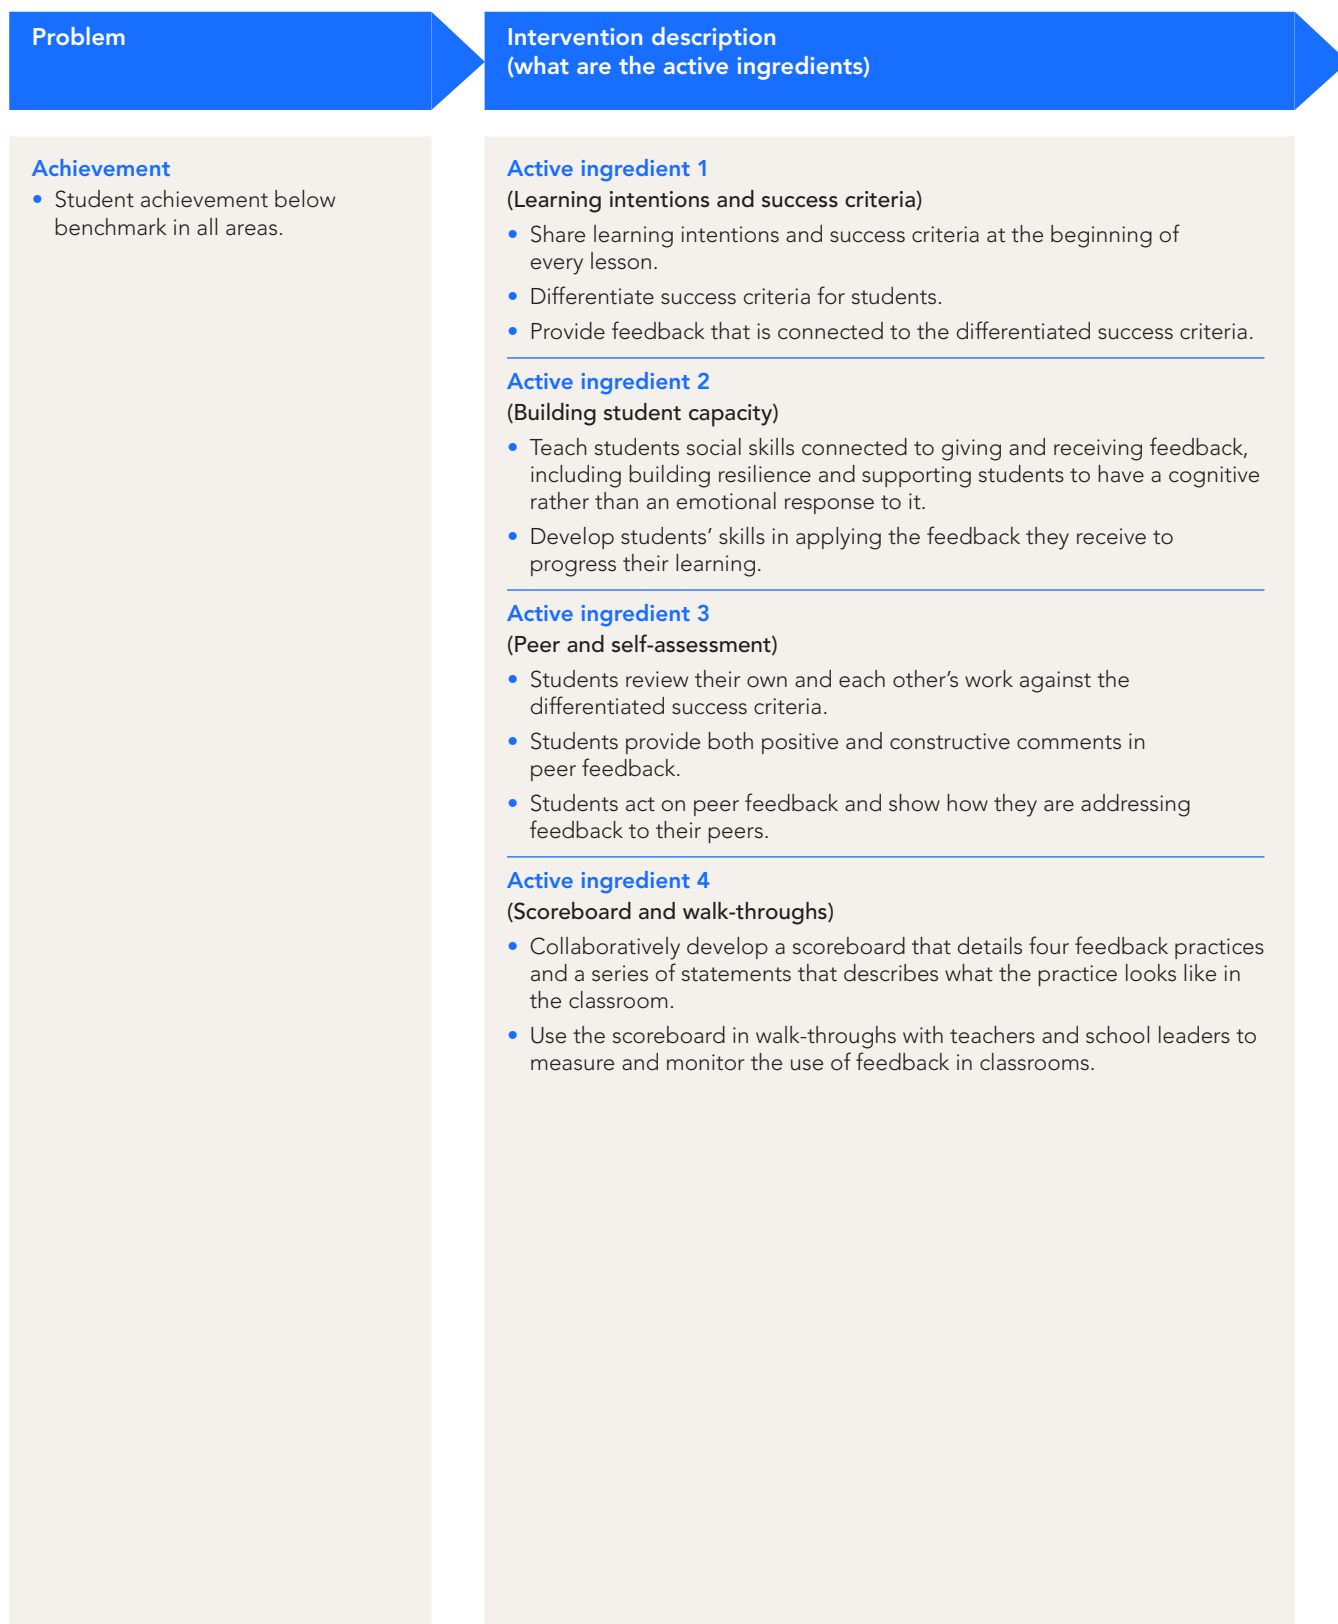 Problem
Intervention description
(what are the active ingredients)
Achievement
• Student achievement below
benchmark in all areas.
Active ingredient 1
(Learning intentions and success criteria)
• Share learning intentions and success criteria at the beginning of
every lesson.
• Differentiate success criteria for students.
• Provide feedback that is connected to the differentiated success criteria.
Active ingredient 2
(Building student capacity)
• Teach students social skills connected to giving and receiving feedback,
including building resilience and supporting students to have a cognitive
rather than an emotional response to it.
• Develop students’ skills in applying the feedback they receive to
progress their learning.
Active ingredient 3
(Peer and self-assessment)
• Students review their own and each other’s work against the
differentiated success criteria.
• Students provide both positive and constructive comments in
peer feedback.
• Students act on peer feedback and show how they are addressing
feedback to their peers.
Active ingredient 4
(Scoreboard and walk-throughs)
• Collaboratively develop a scoreboard that details four feedback practices
and a series of statements that describes what the practice looks like in
the classroom.
• Use the scoreboard in walk-throughs with teachers and school leaders to
measure and monitor the use of feedback in classrooms.